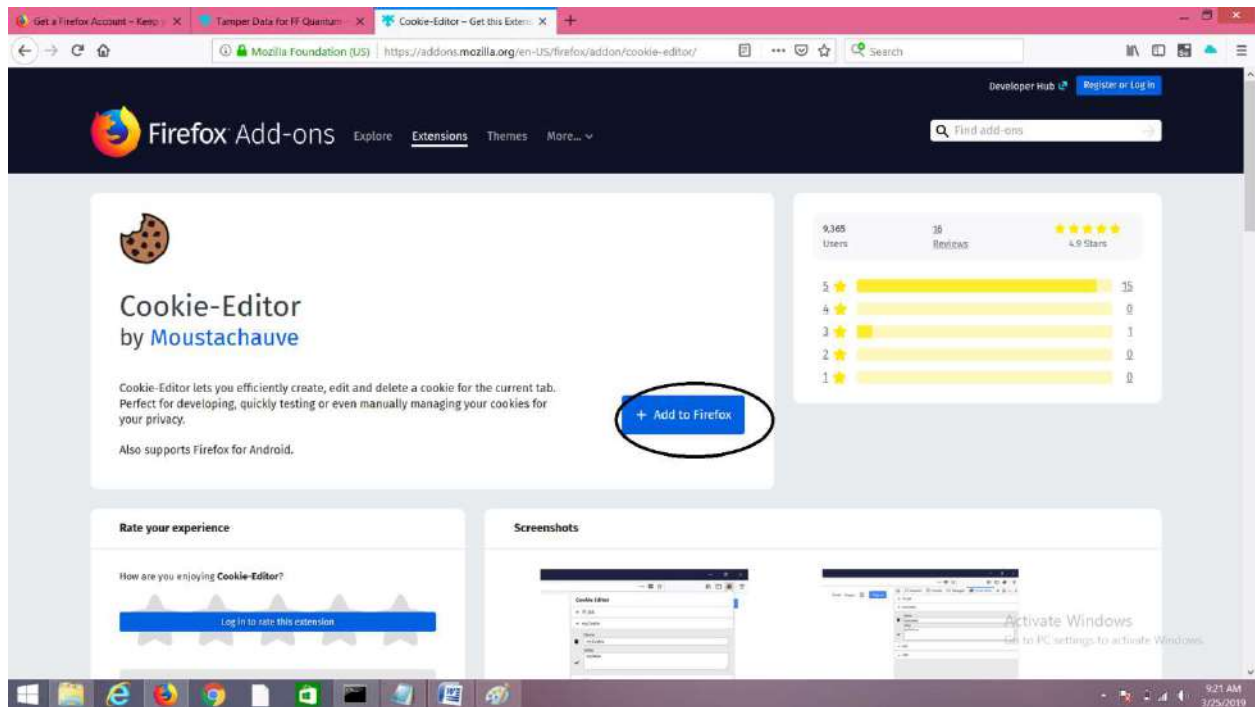 Get a Firefox Account – Keep y
Tamper Data for FF Quantum –
Cookie-Editor – Get this Extens
Mozilla Foundation (US)
https://addons.mozilla.org/en-US/firefox/addon/cookie-editor/
Search
Developer Hub
Register or Log in
Firefox Add-ons
Explore
Extensions
Themes
More...
Find add-ons
Cookie-Editor
by Moustachauve
Cookie-Editor lets you efficiently create, edit and delete a cookie for the current tab.
Perfect for developing, quickly testing or even manually managing your cookies for
your privacy.
Also supports Firefox for Android.
+ Add to Firefox
9,365
Users
16
Reviews
4.9 Stars
5
15
4
0
3
1
2
0
1
0
Rate your experience
How are you enjoying Cookie-Editor?
Log in to rate this extension
Screenshots
Cookie Editor
Activate Windows
Go to PC settings to activate Windows.
9:21 AM
3/25/2019